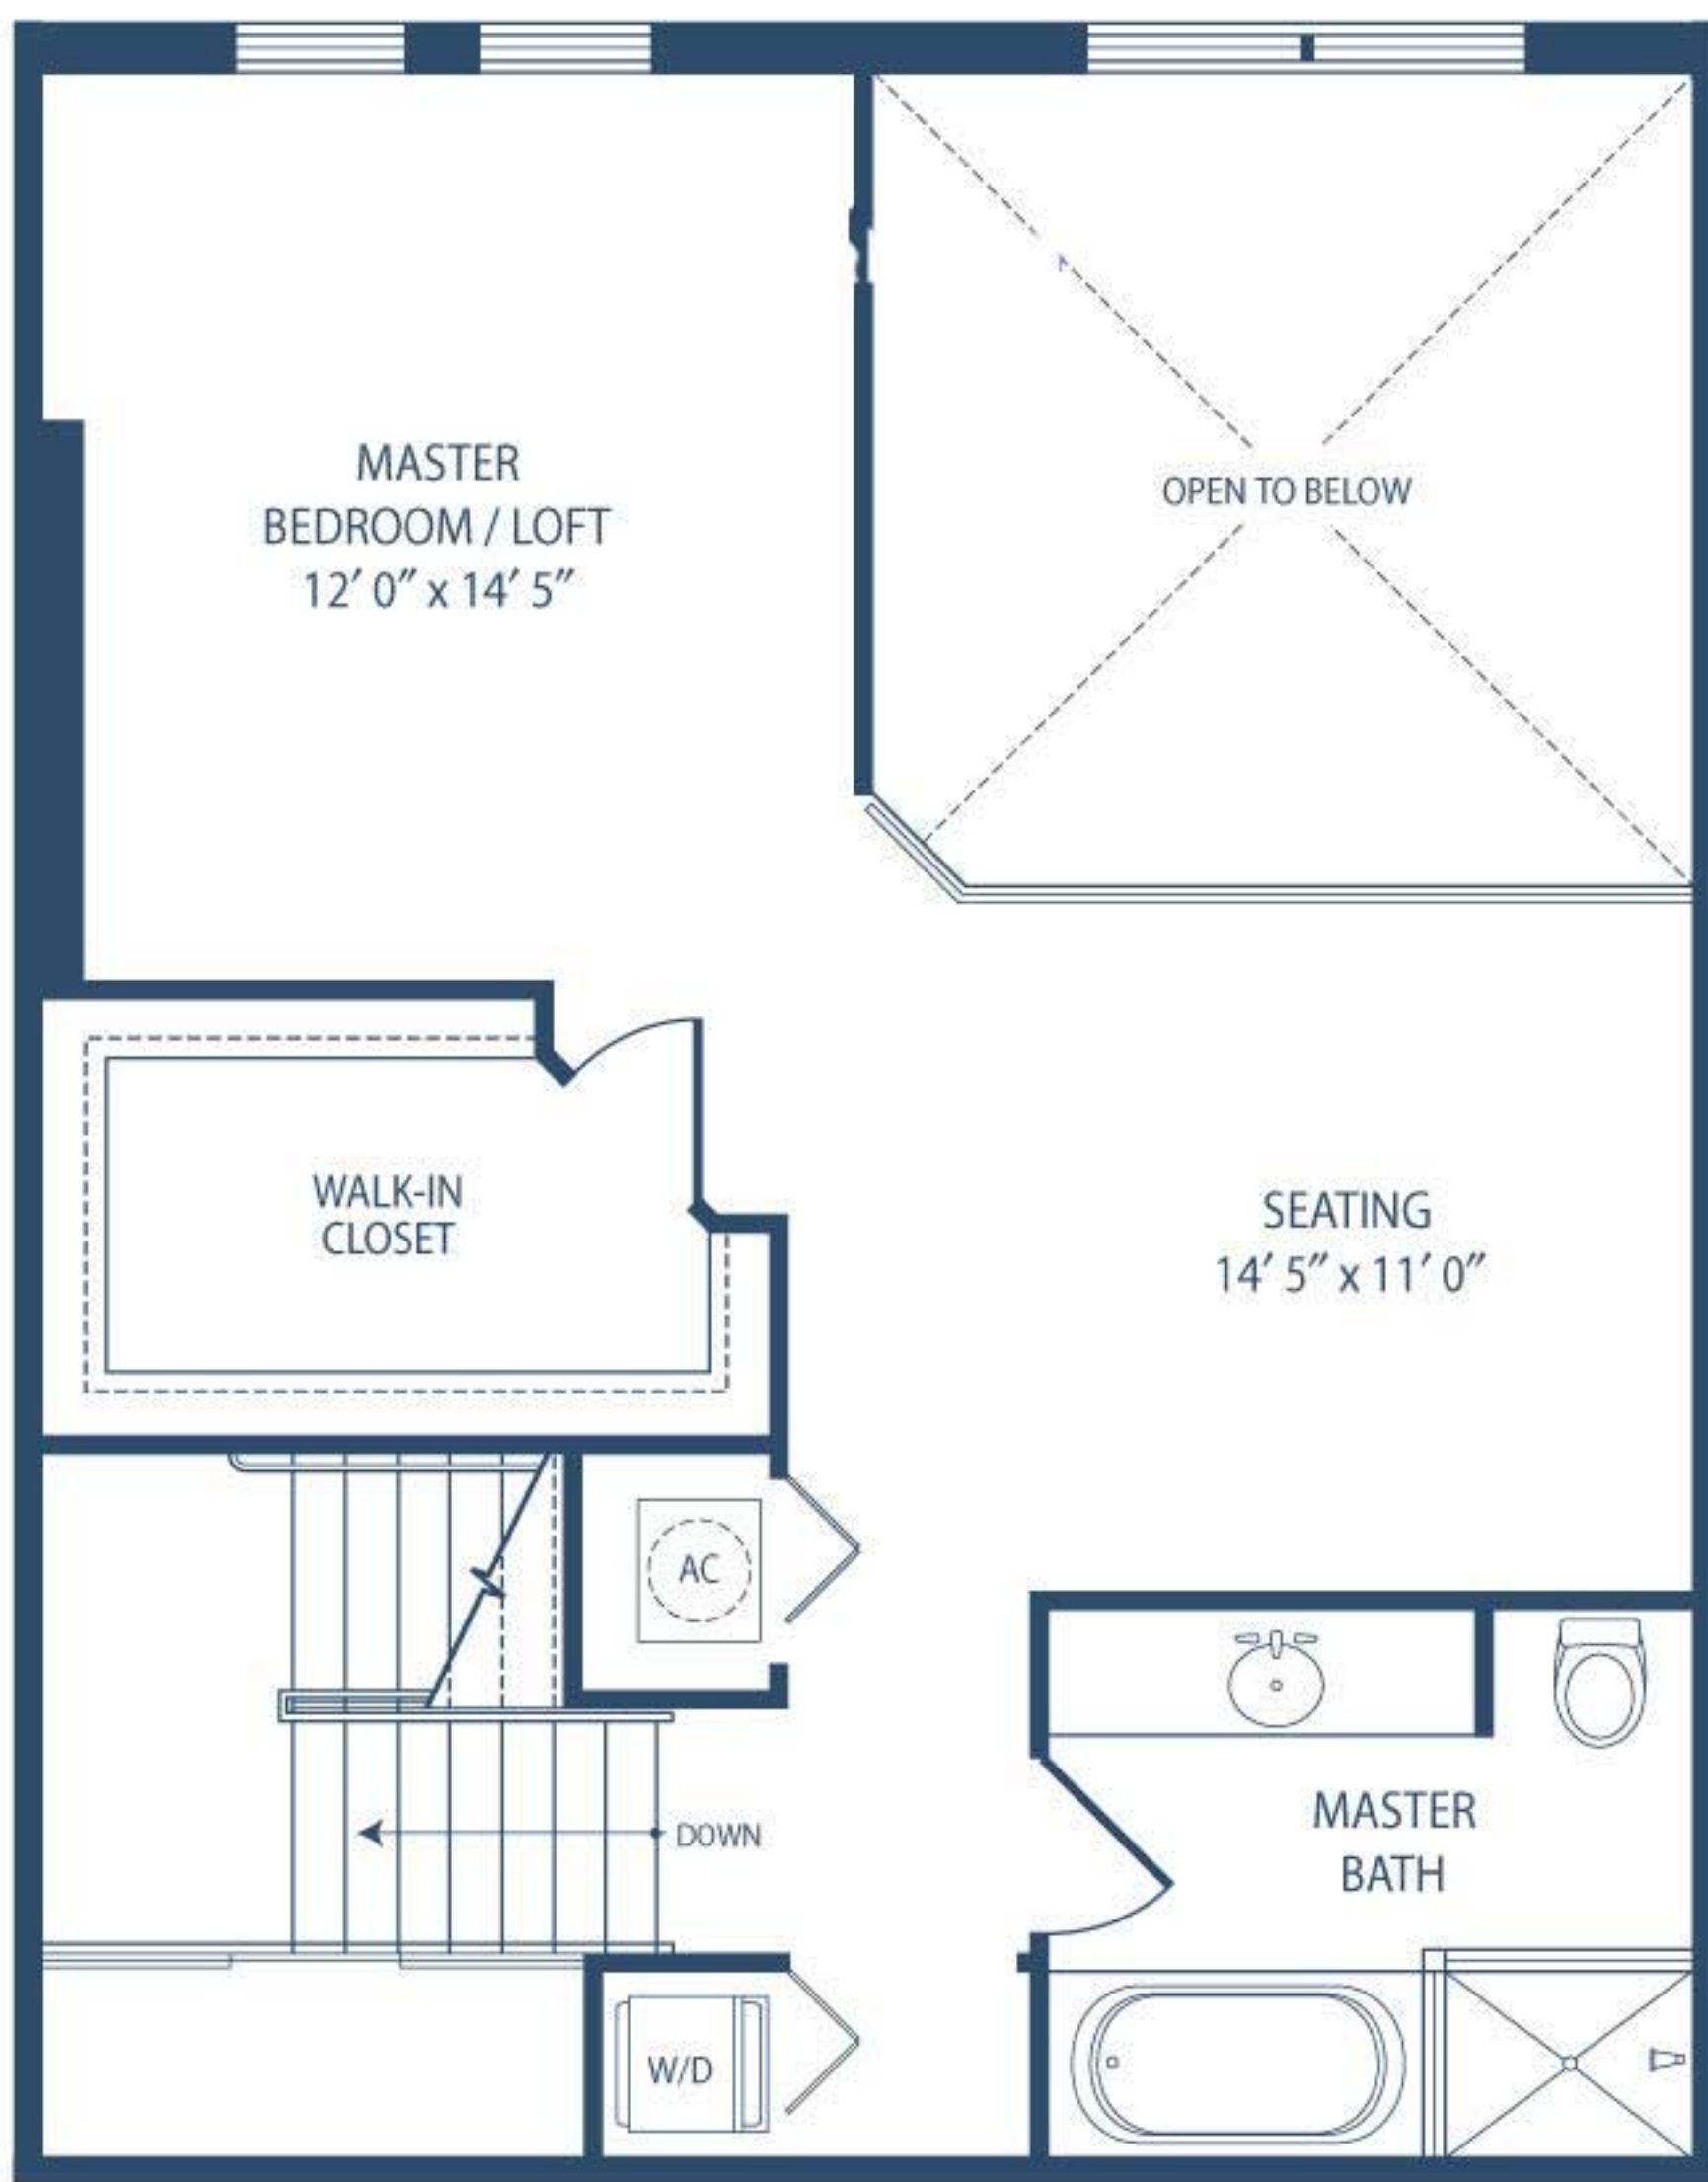 MASTER
BEDROOM / LOFT
12′ 0″ x 14′ 5″
OPEN TO BELOW
WALK-IN
CLOSET
SEATING
14′ 5″ x 11′ 0″
AC
DOWN
MASTER
BATH
W/D